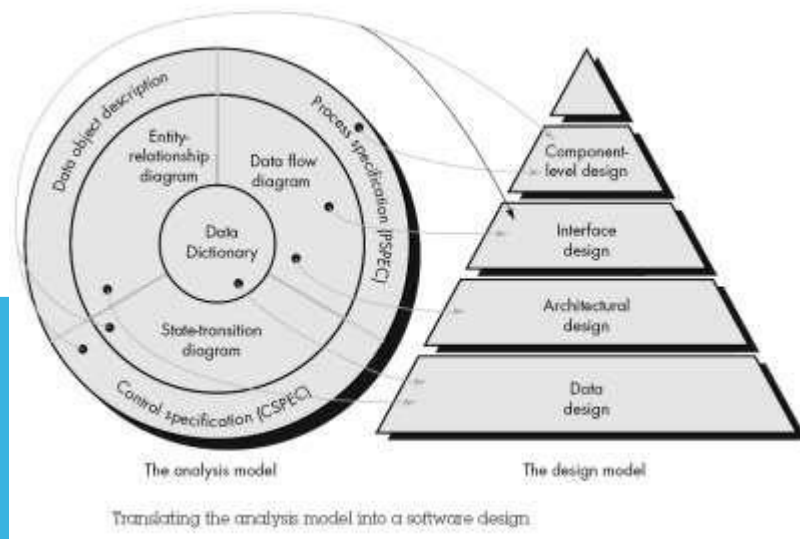 Data object description
Entity-
relationship
diagram
Data flow
diagram
Process specification (PSPEC)
Data
Dictionary
State-transition
diagram
Control specification (CSPEC)
The analysis model
Component-
level design
Interface
design
Architectural
design
Data
design
The design model
Translating the analysis model into a software design